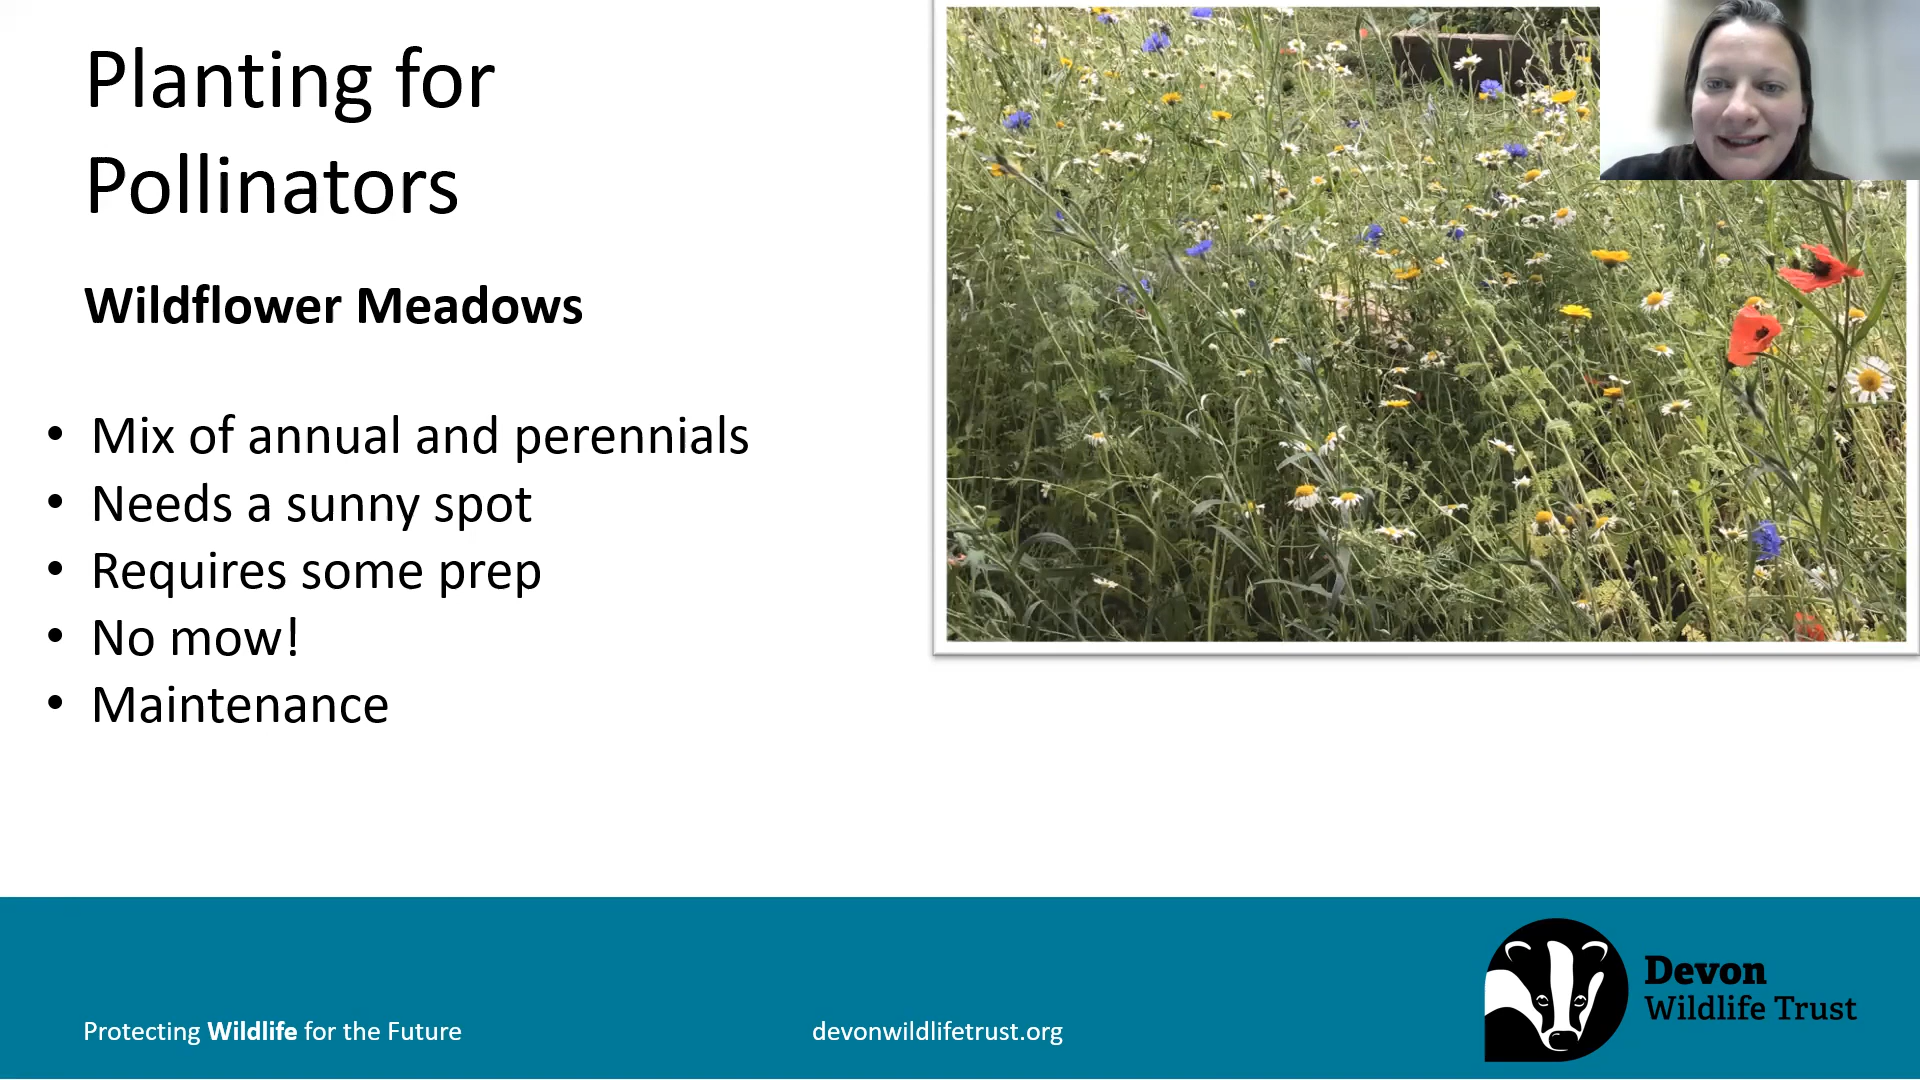 Planting for
Pollinators
Wildflower Meadows
• Mix of annual and perennials
• Needs a sunny spot
• Requires some prep
• No mow!
• Maintenance
Protecting Wildlife for the Future
devonwildlifetrust.org
Devon
Wildlife Trust